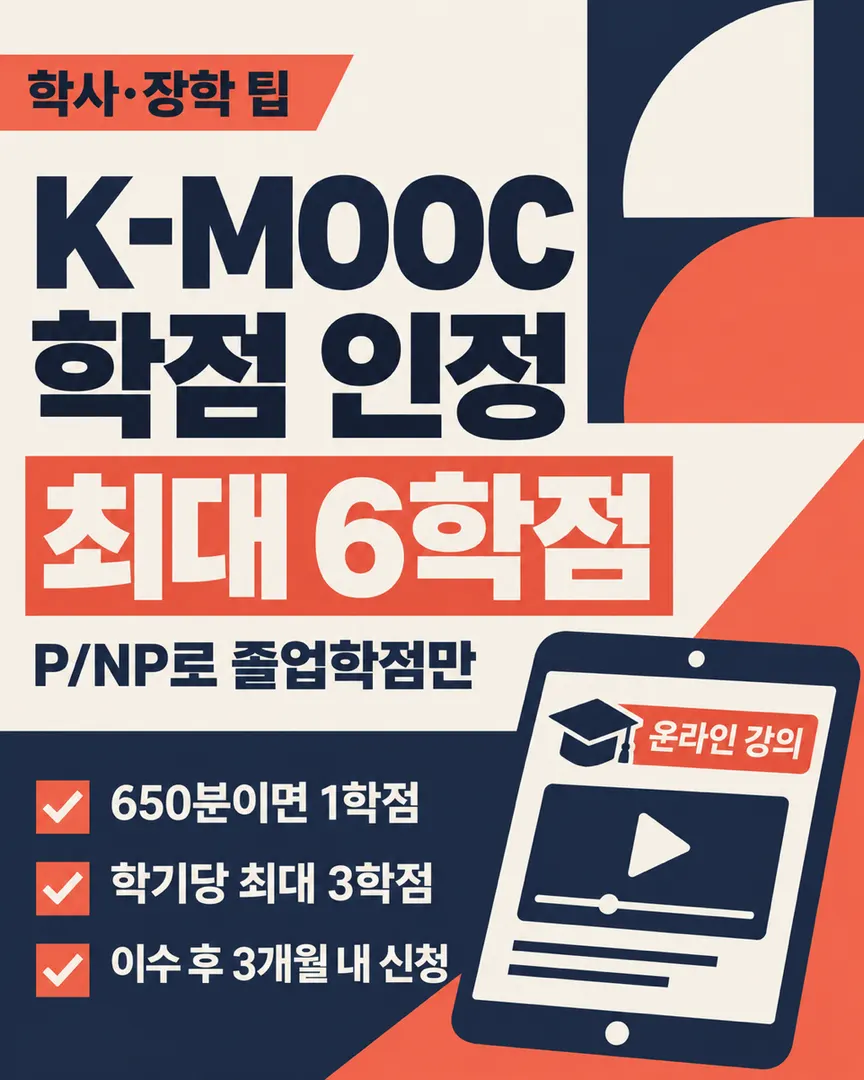 학사·장학 팁
K-MOOC
학점 인정
최대 6학점
P/NP로 졸업학점만
650분이면 1학점
학기당 최대 3학점
이수 후 3개월 내 신청
온라인 강의